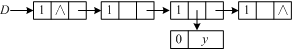 D 1 ∧ 1 1 1 ∧
0 y